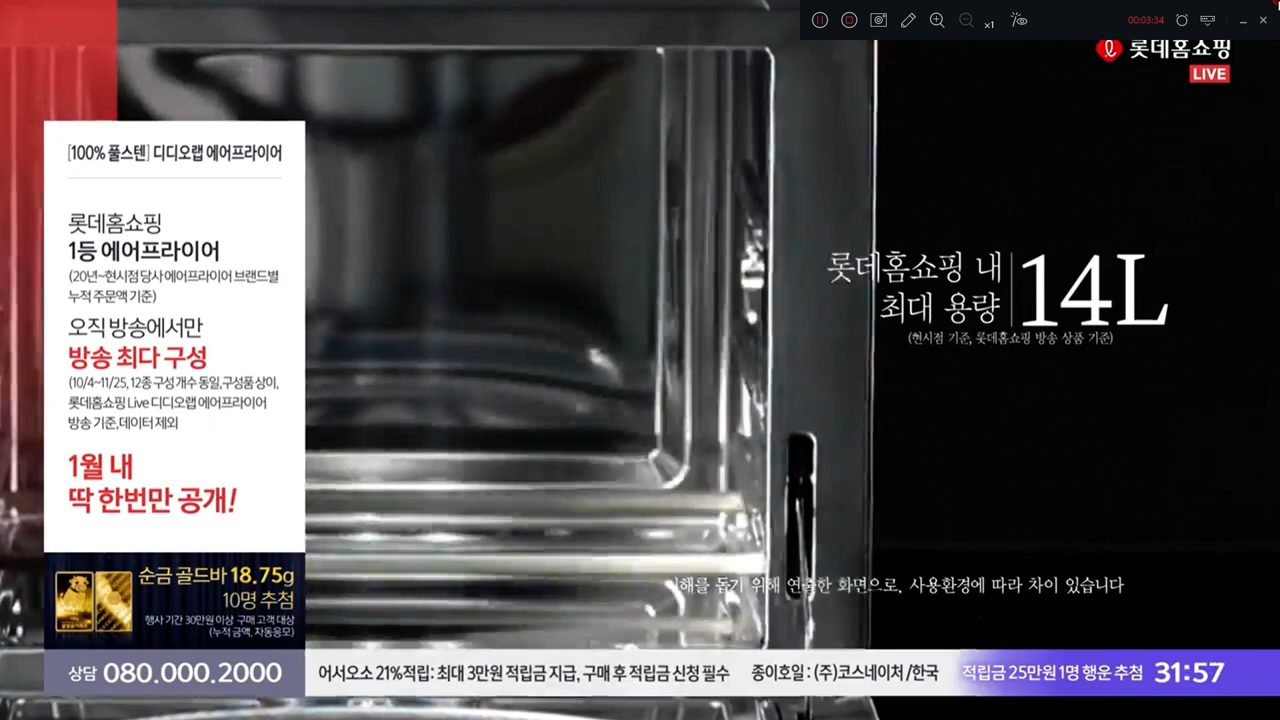 x1
00:03:34
롯데홈쇼핑
LIVE
[100% 풀스텐] 디디오랩 에어프라이어
롯데홈쇼핑
1등 에어프라이어
(20년~현시점 당사 에어프라이어 브랜드별
누적 주문액 기준)
오직 방송에서만
방송 최다 구성
(10/4~11/25, 12종 구성 개수 동일, 구성품 상이,
롯데홈쇼핑 Live 디디오랩 에어프라이어
방송 기준, 데이터 제외
1월 내
딱 한번만 공개!
롯데홈쇼핑 내
최대 용량
14L
(현시점 기준, 롯데홈쇼핑 방송 상품 기준)
순금 골드바 18.75g
10명 추첨
행사 기간 30만원 이상 구매 고객 대상
(누적 금액, 자동응모)
이해를 돕기 위해 연출한 화면으로, 사용환경에 따라 차이 있습니다
상담 080.000.2000
어서오소 21%적립: 최대 3만원 적립금 지급, 구매 후 적립금 신청 필수
종이호일 : (주)코스네이처/한국
적립금 25만원 1명 행운 추첨
31:57